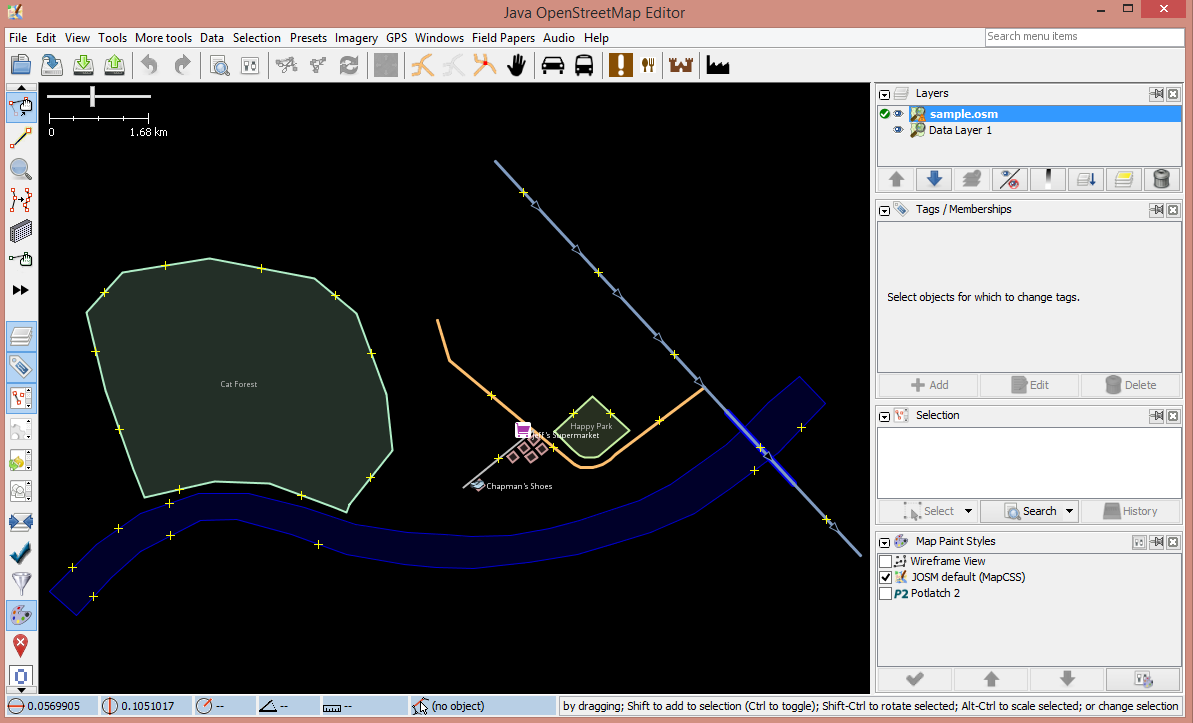 Java OpenStreetMap Editor
File Edit View Tools More tools Data Selection Presets Imagery GPS Windows Field Papers Audio Help
Search menu items
0 1.68 km
Layers
sample.osm
Data Layer 1
Tags / Memberships
Select objects for which to change tags.
Add Edit Delete
Cat Forest
Happy Park
Jeff's Supermarket
Chapman's Shoes
Selection
Select Search History
Map Paint Styles
Wireframe View
JOSM default (MapCSS)
P2 Potlatch 2
0.0569905 0.1051017 -- -- -- (no object) by dragging; Shift to add to selection (Ctrl to toggle); Shift-Ctrl to rotate selected; Alt-Ctrl to scale selected; or change selection